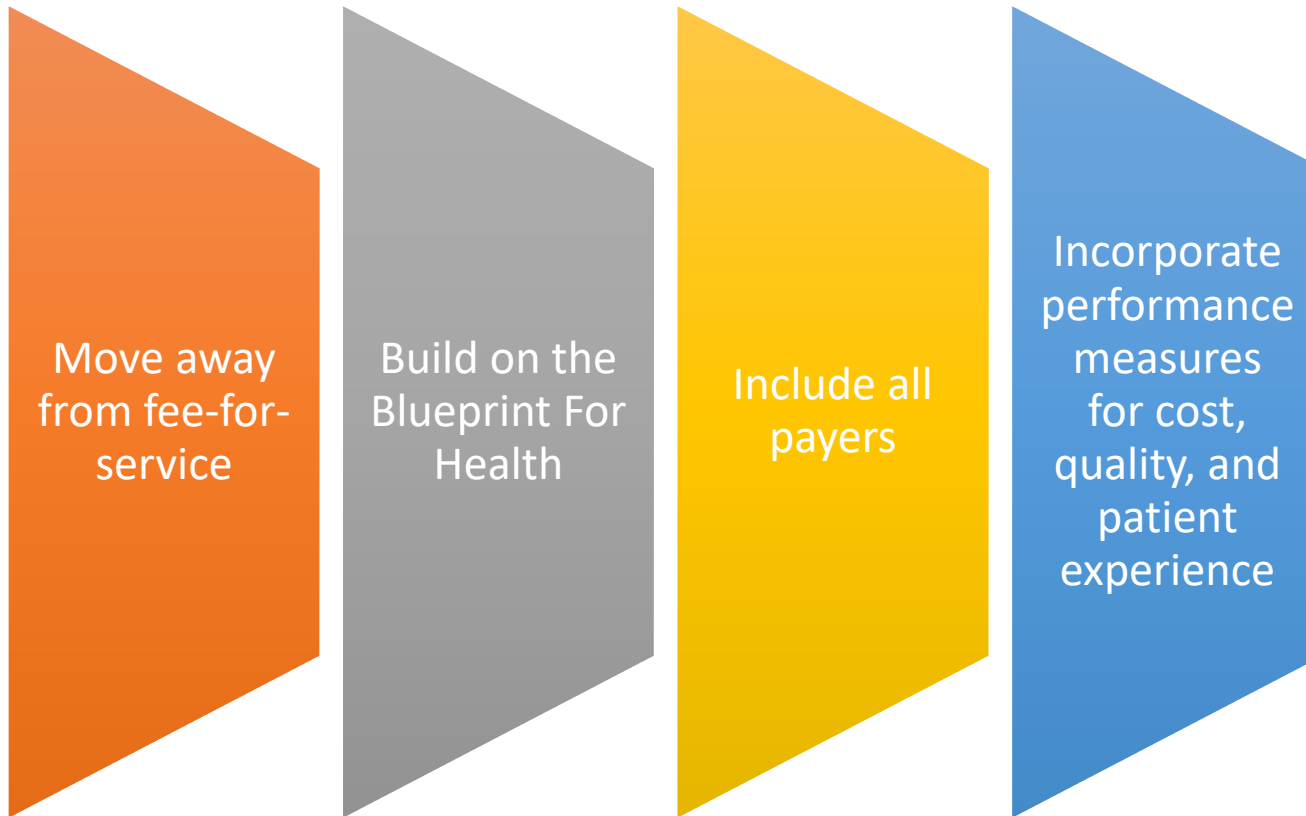 Move away
from fee-for-
service
Build on the
Blueprint For
Health
Include all
payers
Incorporate
performance
measures
for cost,
quality, and
patient
experience